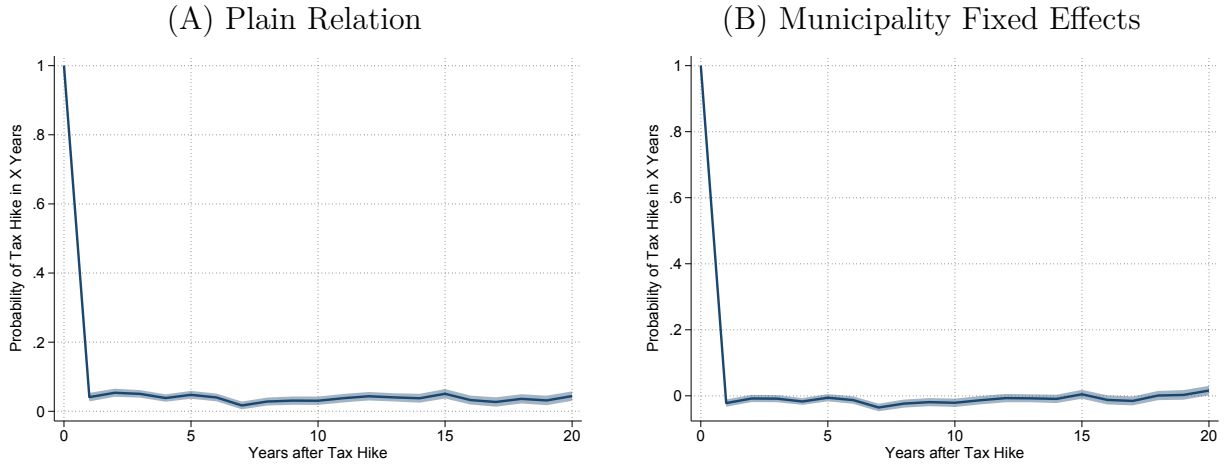 (A) Plain Relation
Probability of Tax Hike in X Years
1
.8
.6
.4
.2
0
0 5 10 15 20
Years after Tax Hike
(B) Municipality Fixed Effects
Probability of Tax Hike in X Years
1
.8
.6
.4
.2
0
0 5 10 15 20
Years after Tax Hike